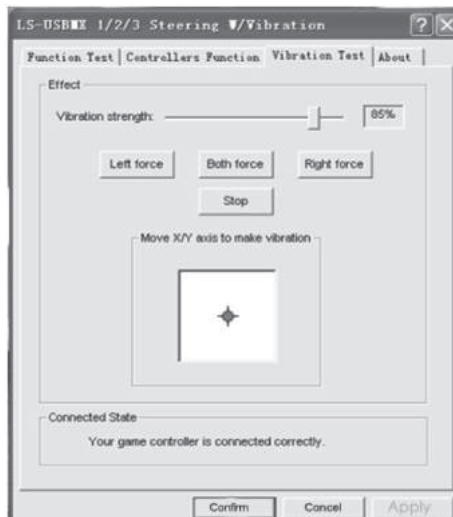 LS-USBMX 1/2/3 Steering W/Vibration
Function Test Controllers Function Vibration Test About
Effect
Vibration strength: 85%
Left force Both force Right force
Stop
Move X/Y axis to make vibration
Connected State
Your game controller is connected correctly.
Confirm Cancel Apply